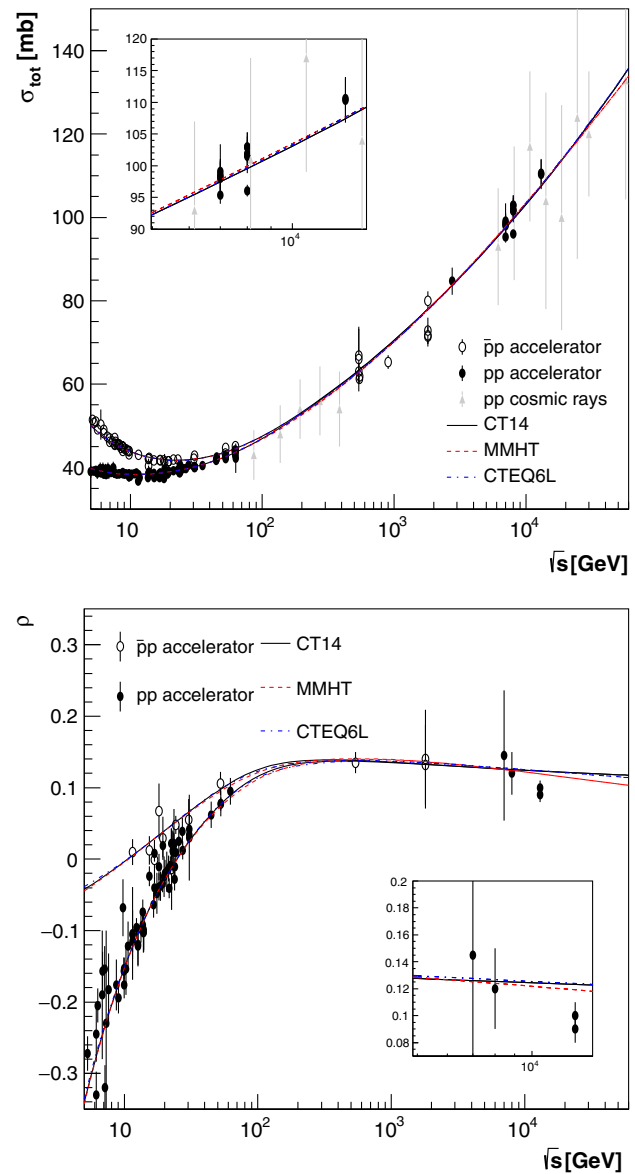 σtot [mb]
140
120
100
80
60
40
120
115
110
105
100
95
90
10⁴
p̄p accelerator
pp accelerator
pp cosmic rays
CT14
MMHT
CTEQ6L
10
10²
10³
10⁴
√s [GeV]
ρ
0.3
0.2
0.1
0
−0.1
−0.2
−0.3
p̄p accelerator
CT14
pp accelerator
MMHT
CTEQ6L
0.2
0.18
0.16
0.14
0.12
0.1
0.08
10⁴
10
10²
10³
10⁴
√s [GeV]